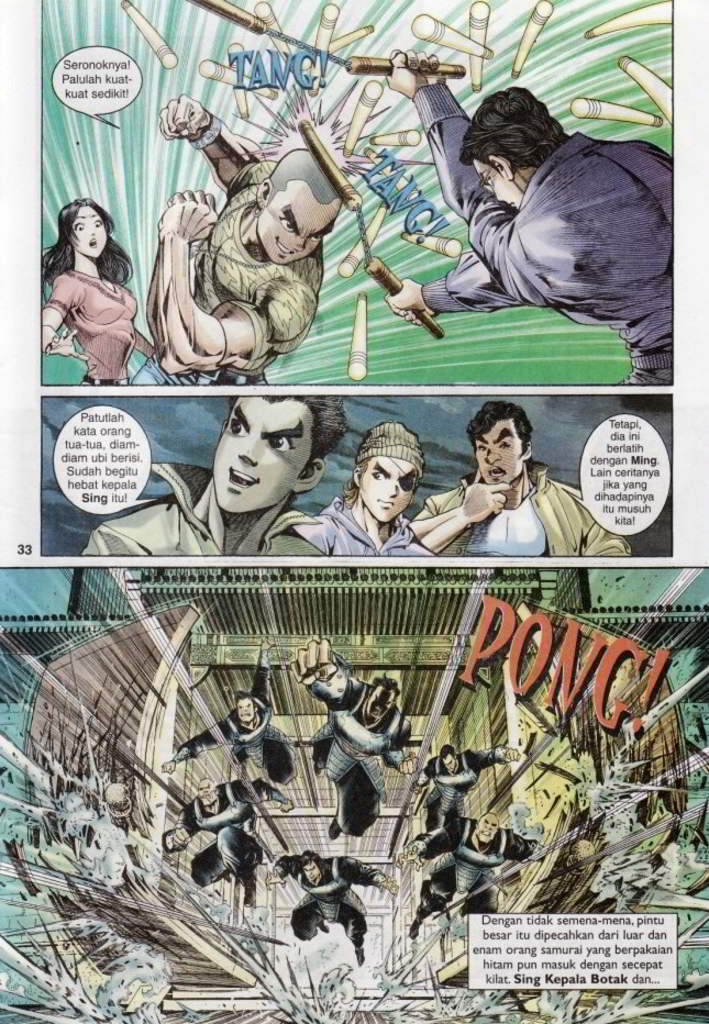 Seronoknya!
Palulah kuat-
kuat sedikit!
TANG!
TANG!
Patutlah
kata orang
tua-tua, diam-
diam ubi berisi.
Sudah begitu
hebat kepala
Sing itu!
Tetapi,
dia ini
berlatih
dengan Ming.
Lain ceritanya
jika yang
dihadapinya
itu musuh
kita!
33
PONG!
Dengan tidak semena-mena, pintu
besar itu dipecahkan dari luar dan
enam orang samurai yang berpakaian
hitam pun masuk dengan secepat
kilat. Sing Kepala Botak dan...